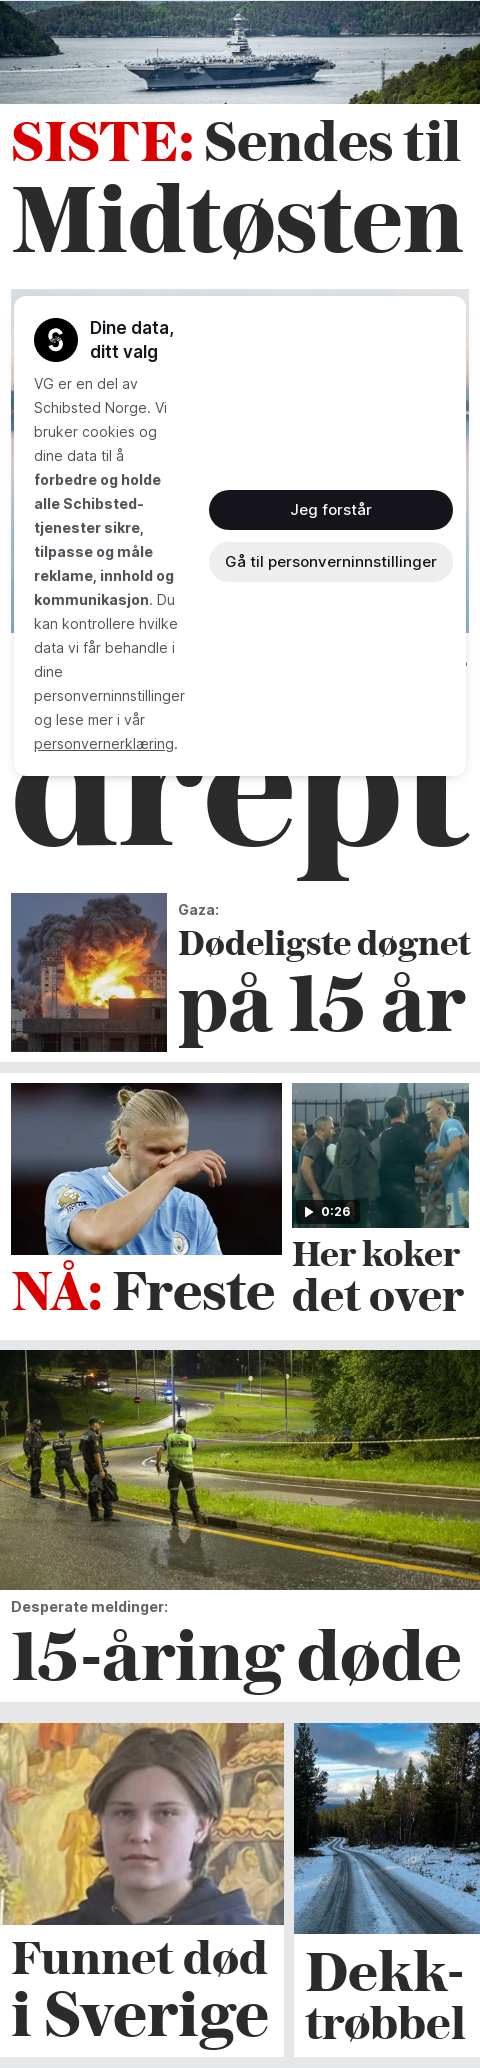 SISTE: Sendes til
Midtøsten
Dine data,
ditt valg
VG er en del av
Schibsted Norge. Vi
bruker cookies og
dine data til å
forbedre og holde
alle Schibsted-
tjenester sikre,
tilpasse og måle
reklame, innhold og
kommunikasjon. Du
kan kontrollere hvilke
data vi får behandle i
dine
personverninnstillinger
og lese mer i vår
personvernerklæring.
Jeg forstår
Gå til personverninnstillinger
drept
Gaza:
Dødeligste døgnet
på 15 år
0:26
NÅ: Freste
Her koker
det over
Desperate meldinger:
15-åring døde
Funnet død
i Sverige
Dekk-
trøbbel